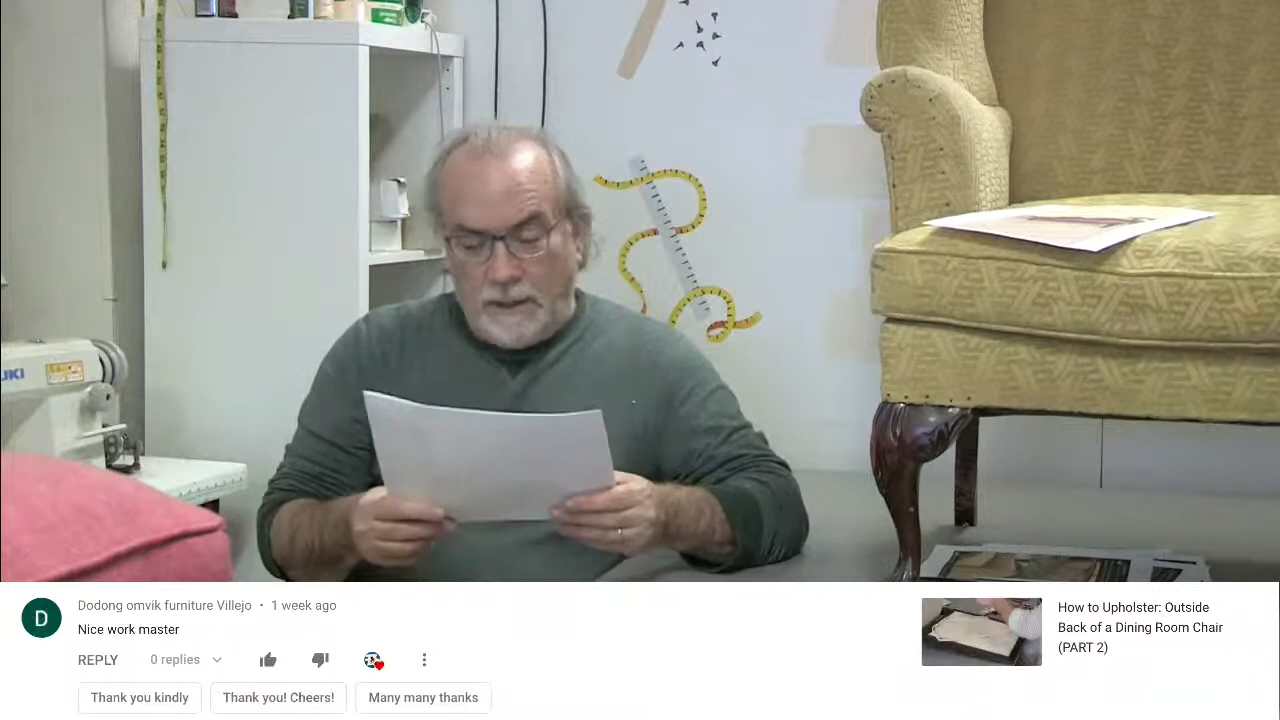 UKI
Dodong omvik furniture Villejo • 1 week ago
Nice work master
REPLY 0 replies
Thank you kindly Thank you! Cheers! Many many thanks
D
How to Upholster: Outside
Back of a Dining Room Chair
(PART 2)